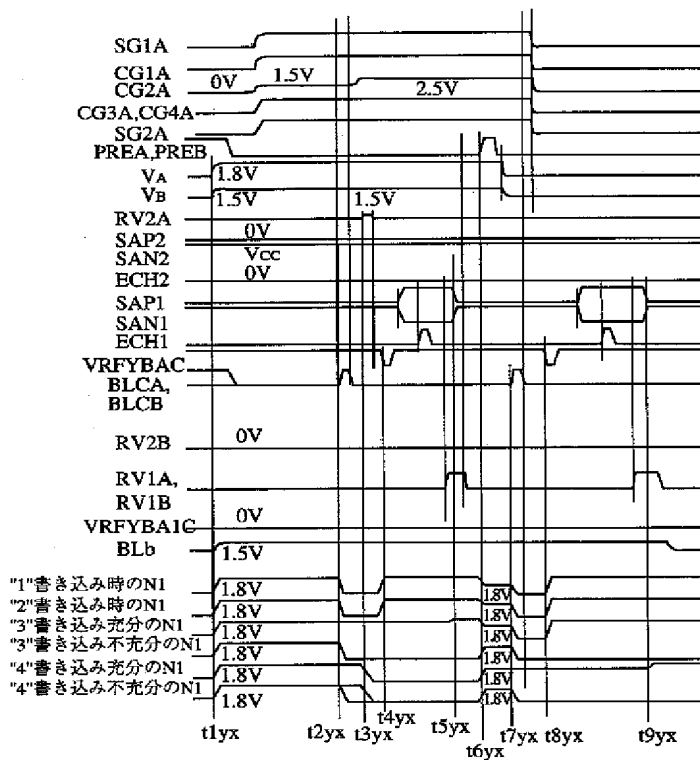 SG1A
CG1A
0V 1.5V
CG2A
2.5V
CG3A,CG4A
SG2A
PREA,PREB
VA
1.8V
VB
1.5V 1.5V
RV2A
0V
SAP2
SAN2 VCC
0V
ECH2
SAP1
SAN1
ECH1
VRFYBAC
BLCA,
BLCB
RV2B 0V
RV1A,
RV1B
VRFYBA1C 0V
BLb
1.5V
"1"書き込み時のN1 1.8V 1.8V
"2"書き込み時のN1 1.8V 1.8V
"3"書き込み充分のN1 1.8V 1.8V
"3"書き込み不充分のN1 1.8V 1.8V
"4"書き込み充分のN1 1.8V 1.8V
"4"書き込み不充分のN1 1.8V 1.8V
t1yx t2yx t3yx t4yx t5yx t6yx t7yx t8yx t9yx